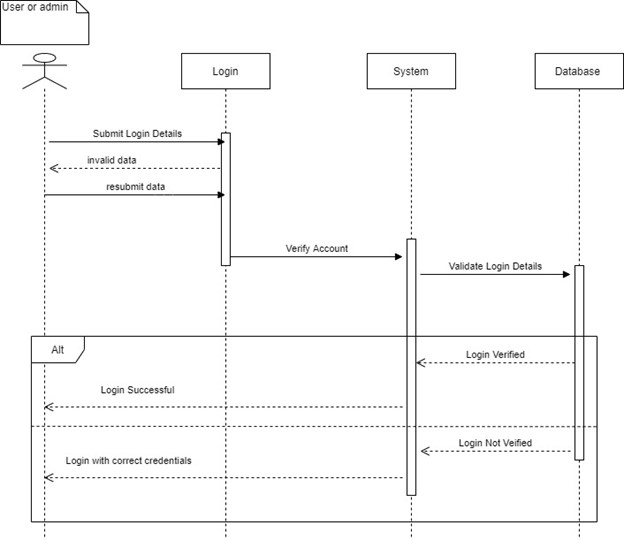 User or admin
Login
System
Database
Submit Login Details
invalid data
resubmit data
Verify Account
Validate Login Details
Alt
Login Verified
Login Successful
Login Not Veified
Login with correct credentials